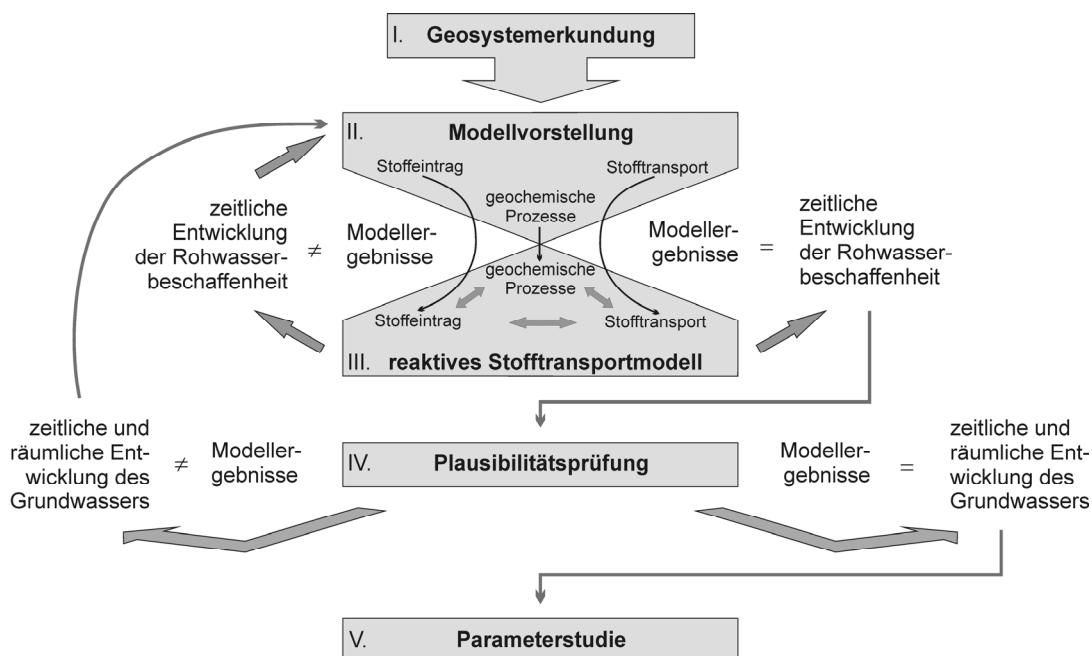 I. Geosystemerkundung
II. Modellvorstellung
Stoffeintrag
Stofftransport
geochemische
Prozesse
zeitliche
Entwicklung
der Rohwasser-
beschaffenheit
≠
Modeller-
gebnisse
Modeller-
gebnisse
=
zeitliche
Entwicklung
der Rohwasser-
beschaffenheit
geochemische
Prozesse
Stoffeintrag
Stofftransport
III. reaktives Stofftransportmodell
zeitliche und
räumliche Ent-
wicklung des
Grundwassers
≠
Modeller-
gebnisse
IV. Plausibilitätsprüfung
Modeller-
gebnisse
=
zeitliche und
räumliche Ent-
wicklung des
Grundwassers
V. Parameterstudie